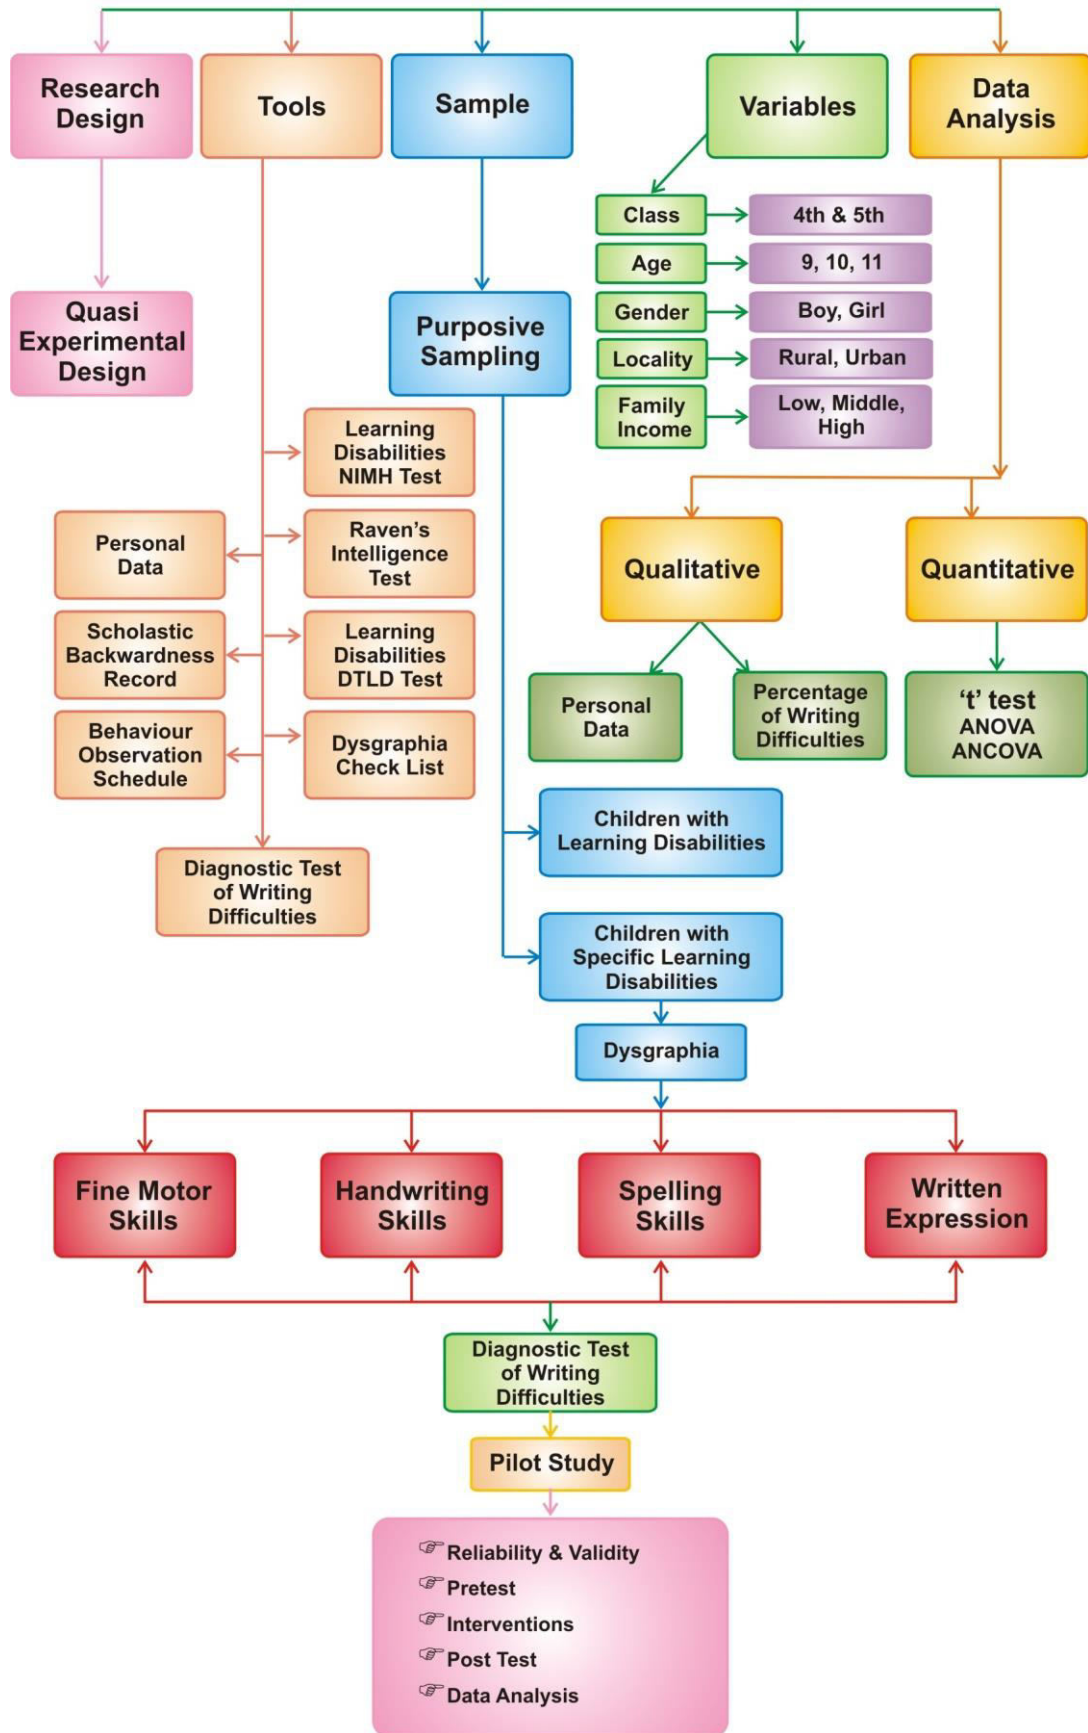 Research
Design
Tools
Sample
Variables
Data
Analysis
Class
4th & 5th
Age
9, 10, 11
Gender
Boy, Girl
Locality
Rural, Urban
Family
Income
Low, Middle,
High
Quasi
Experimental
Design
Purposive
Sampling
Learning
Disabilities
NIMH Test
Personal
Data
Raven's
Intelligence
Test
Scholastic
Backwardness
Record
Learning
Disabilities
DTLD Test
Behaviour
Observation
Schedule
Dysgraphia
Check List
Diagnostic Test
of Writing
Difficulties
Qualitative
Quantitative
Personal
Data
Percentage
of Writing
Difficulties
‘t’ test
ANOVA
ANCOVA
Children with
Learning Disabilities
Children with
Specific Learning
Disabilities
Dysgraphia
Fine Motor
Skills
Handwriting
Skills
Spelling
Skills
Written
Expression
Diagnostic Test
of Writing
Difficulties
Pilot Study
Reliability & Validity
Pretest
Interventions
Post Test
Data Analysis